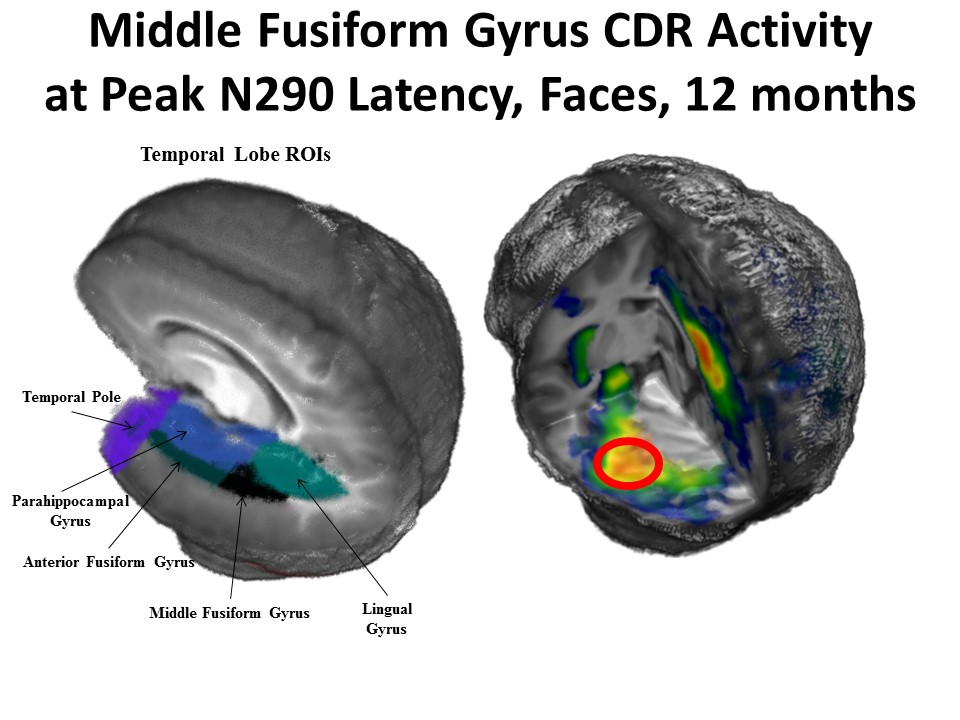 Middle Fusiform Gyrus CDR Activity
at Peak N290 Latency, Faces, 12 months
Temporal Lobe ROIs
Temporal Pole
Parahippocampal
Gyrus
Anterior Fusiform Gyrus
Middle Fusiform Gyrus
Lingual
Gyrus